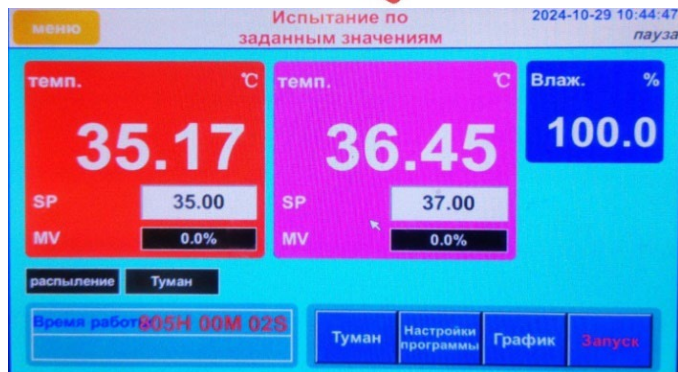 меню
Испытание по
заданным значениям
2024-10-29 10:44:47
пауза
темп. ℃
35.17
SP 35.00
MV 0.0%
темп. ℃
36.45
SP 37.00
MV 0.0%
Влаж. %
100.0
распыление Туман
Время работы 805H 00M 02S
Туман
Настройки
программы
График
Запуск